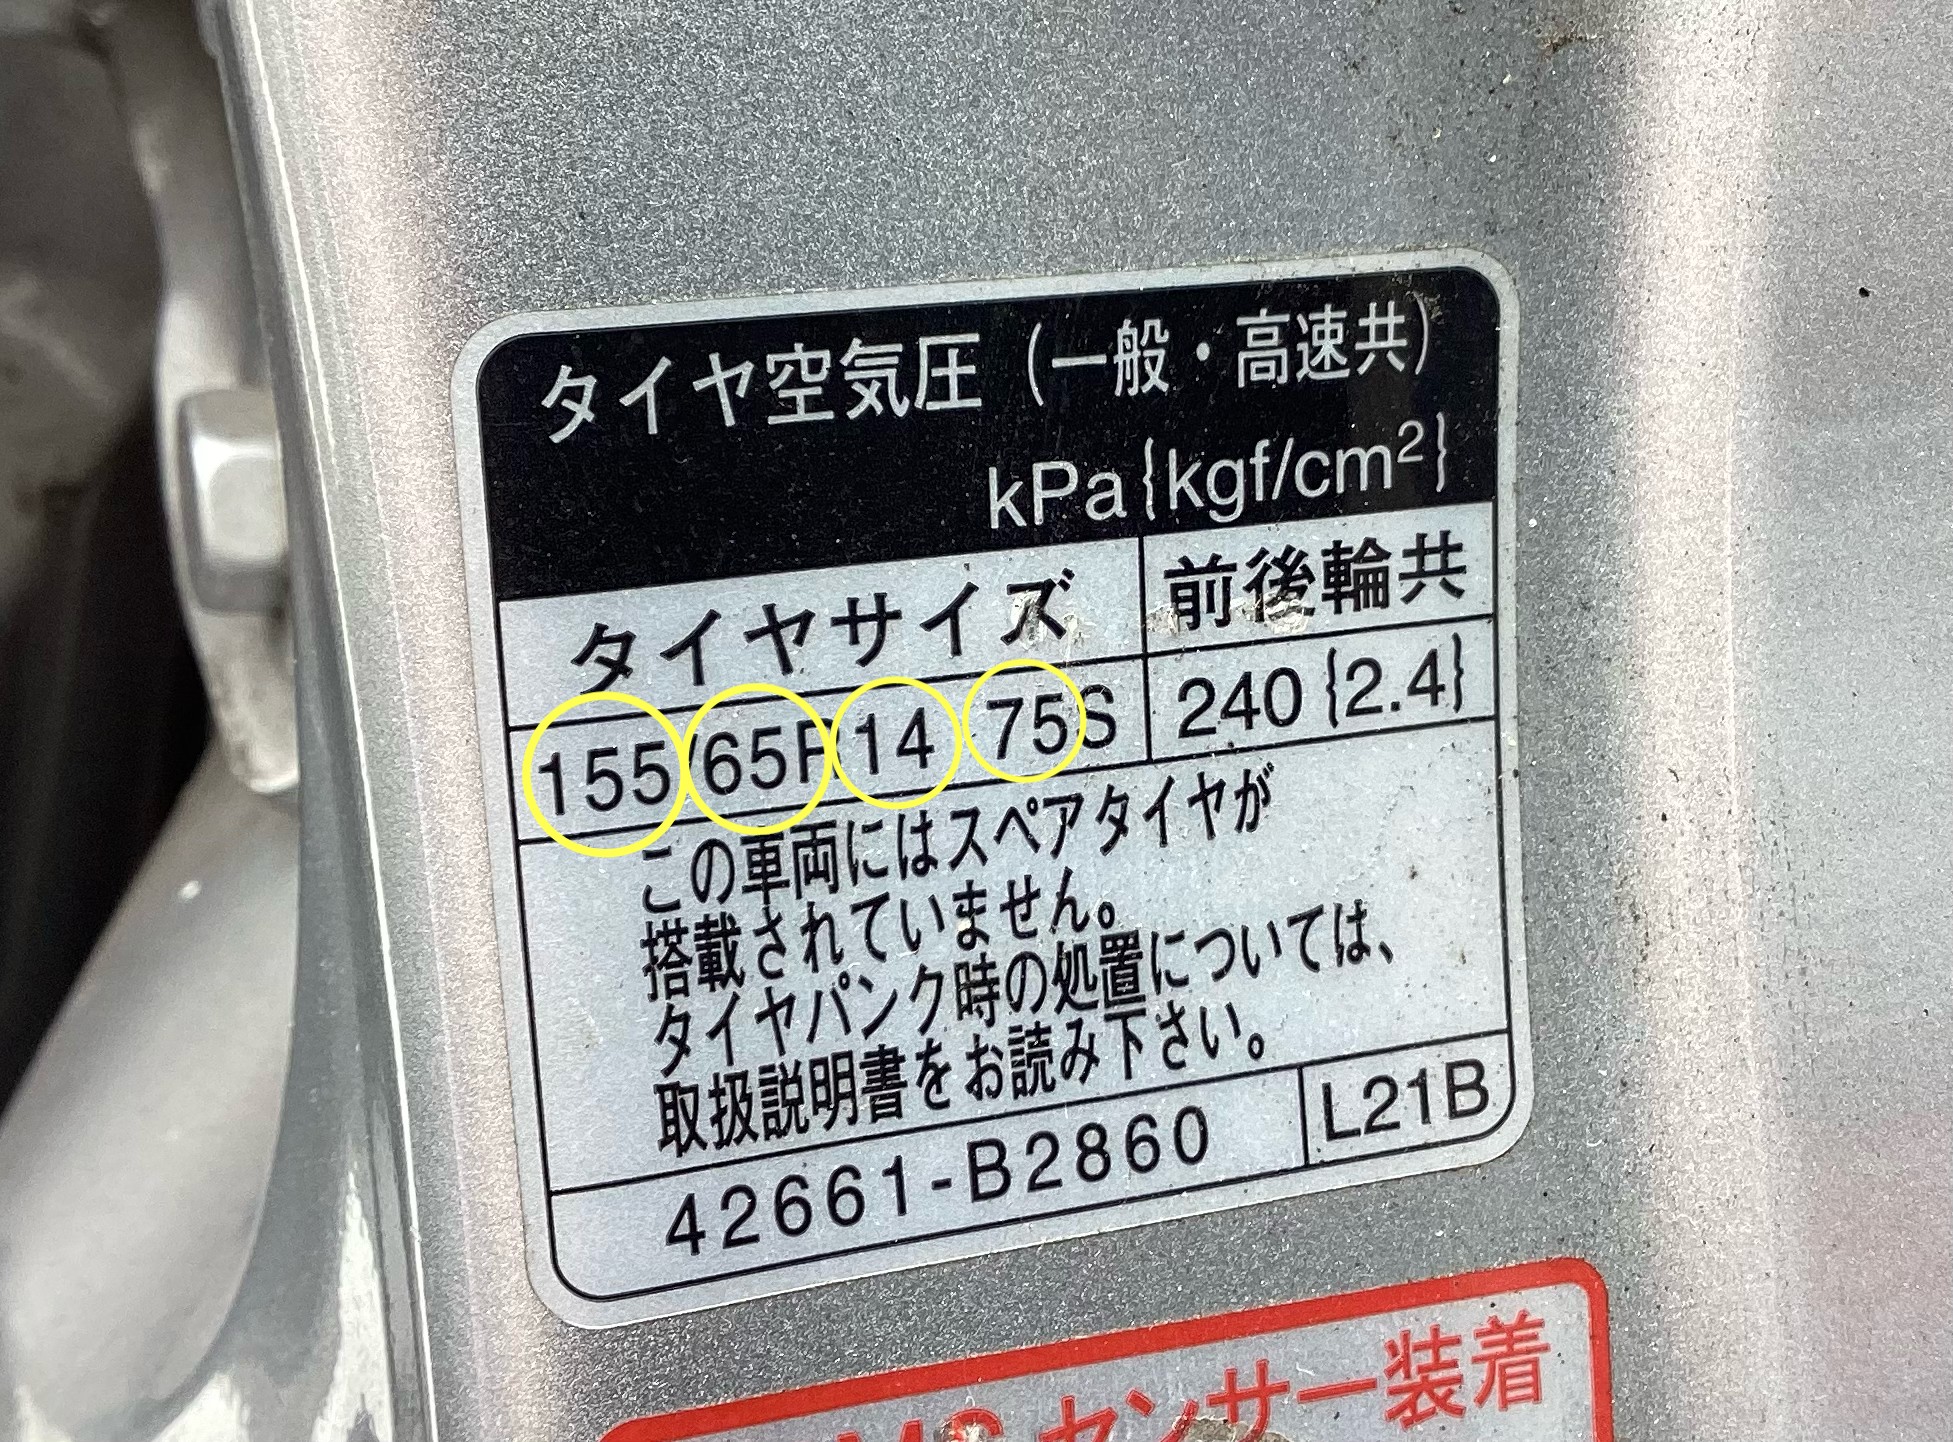 タイヤ空気圧（一般・高速共）
kPa{kgf/cm²}
タイヤサイズ 前後輪共
155/65R14 75S 240{2.4}
この車両にはスペアタイヤが
搭載されていません。
タイヤパンク時の処置については、
取扱説明書をお読み下さい。
42661-B2860 L21B
センサー装着